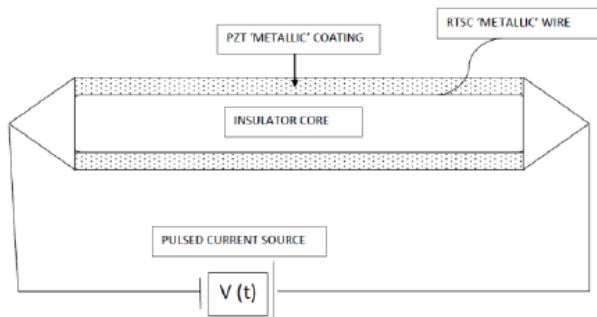 PZT 'METALLIC' COATING
RTSC 'METALLIC' WIRE
INSULATOR CORE
PULSED CURRENT SOURCE
V (t)